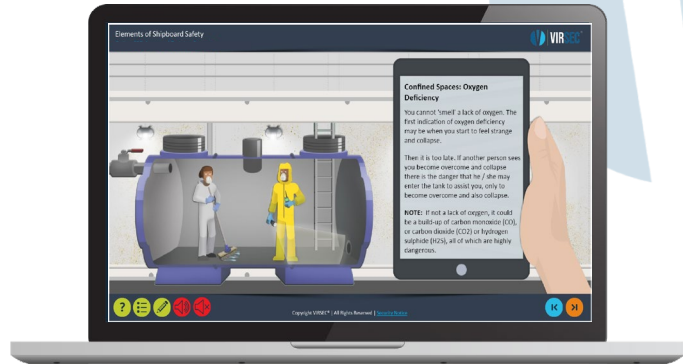 Elements of Shipboard Safety
VIRSEC
Confined Spaces: Oxygen
Deficiency
You cannot 'smell' a lack of oxygen. The
first indication of oxygen deficiency
may be when you start to feel strange
and collapse.
Then it is too late. If another person sees
you become overcome and collapse
there is the danger that he / she may
enter the tank to assist you, only to
become overcome and also collapse.
NOTE: If not a lack of oxygen, it could
be a build-up of carbon monoxide (CO),
or carbon dioxide (CO2) or hydrogen
sulphide (H2S), all of which are highly
dangerous.
?
Copyright VIRSEC® | All Rights Reserved | Security Notice